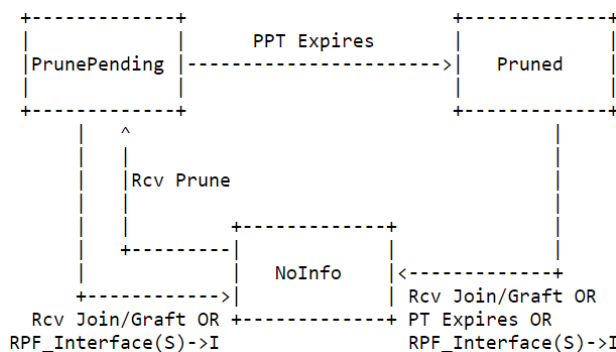 PPT Expires
PrunePending
Pruned
Rcv Prune
NoInfo
Rcv Join/Graft OR
RPF_Interface(S)->I
Rcv Join/Graft OR
PT Expires OR
RPF_Interface(S)->I